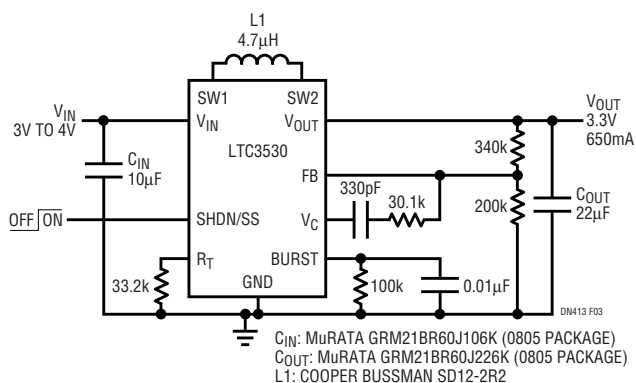 L1
4.7µH
SW1
SW2
VIN
3V TO 4V
VIN
VOUT
VOUT
3.3V
650mA
LTC3530
340k
CIN
10µF
FB
330pF
30.1k
200k
COUT
22µF
OFF ON
SHDN/SS
VC
RT
BURST
33.2k
GND
100k
0.01µF
DN413 F03
CIN: MuRATA GRM21BR60J106K (0805 PACKAGE)
COUT: MuRATA GRM21BR60J226K (0805 PACKAGE)
L1: COOPER BUSSMAN SD12-2R2